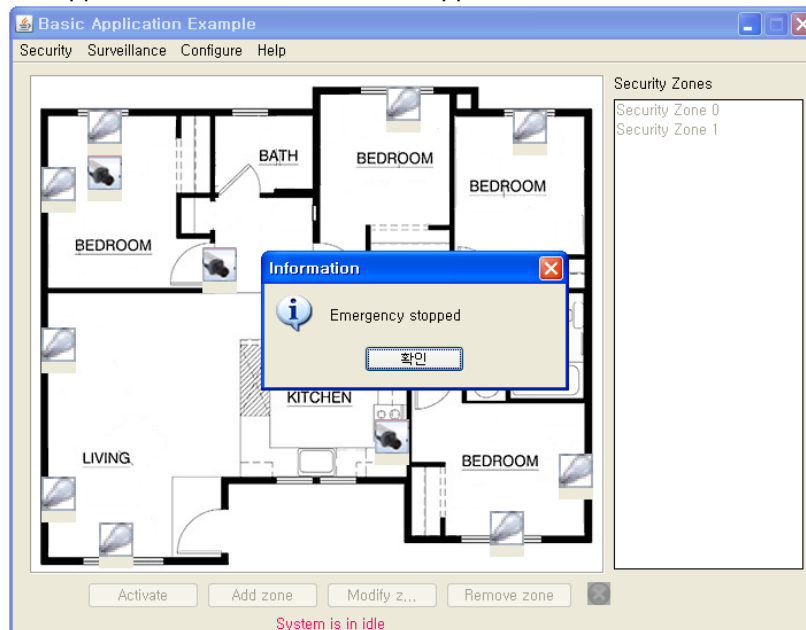 Basic Application Example
Security Surveillance Configure Help
Security Zones
Security Zone 0
Security Zone 1
BATH
BEDROOM
BEDROOM
BEDROOM
Information
Emergency stopped
확인
KITCHEN
LIVING
BEDROOM
Activate
Add zone
Modify z...
Remove zone
System is in idle